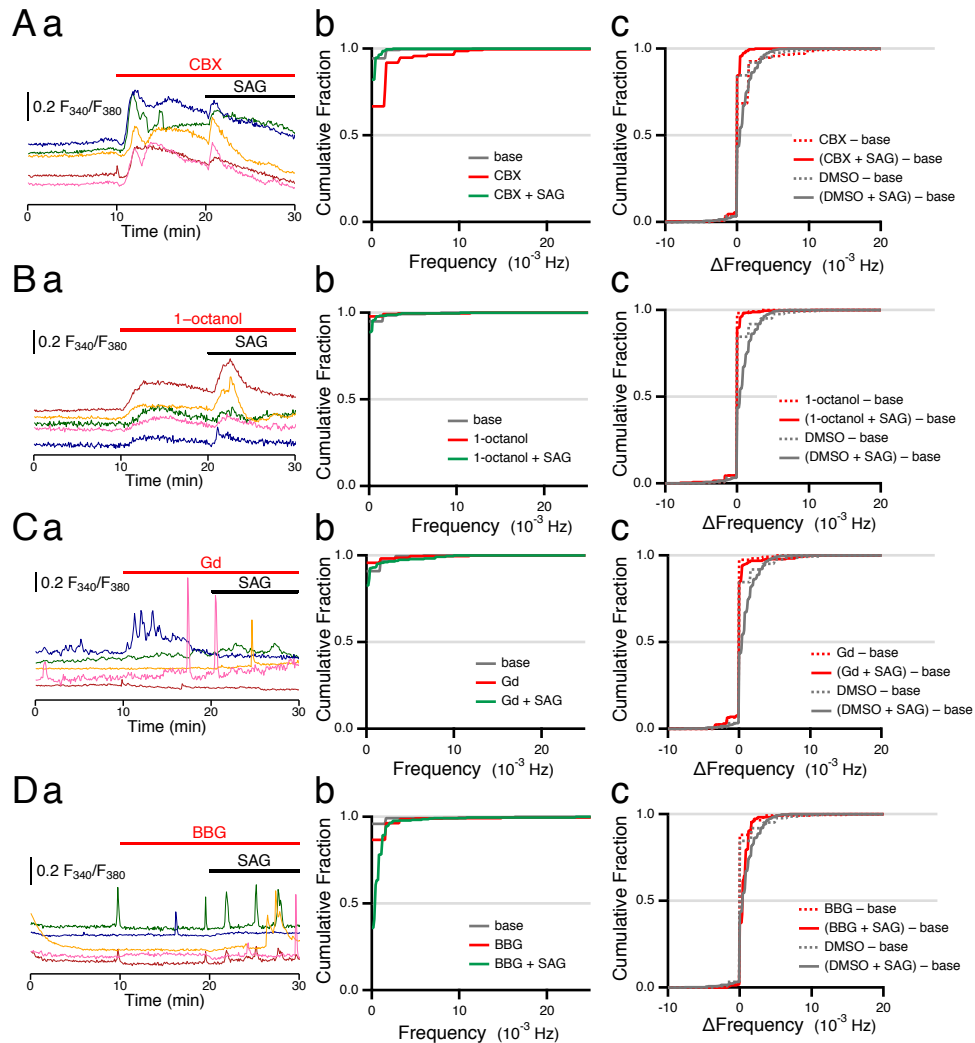 A a
CBX
SAG
0.2 F340/F380
0 10 20 30
Time (min)
b
Cumulative Fraction
1.0
0.5
0.0
base
CBX
CBX + SAG
0 10 20
Frequency (10-3 Hz)
c
Cumulative Fraction
1.0
0.5
0.0
CBX – base
(CBX + SAG) – base
DMSO – base
(DMSO + SAG) – base
-10 0 10 20
ΔFrequency (10-3 Hz)
B a
1−octanol
SAG
0.2 F340/F380
0 10 20 30
Time (min)
b
Cumulative Fraction
1.0
0.5
0.0
base
1-octanol
1-octanol + SAG
0 10 20
Frequency (10-3 Hz)
c
Cumulative Fraction
1.0
0.5
0.0
1-octanol – base
(1-octanol + SAG) – base
DMSO – base
(DMSO + SAG) – base
-10 0 10 20
ΔFrequency (10-3 Hz)
C a
Gd
SAG
0.2 F340/F380
0 10 20 30
Time (min)
b
Cumulative Fraction
1.0
0.5
0.0
base
Gd
Gd + SAG
0 10 20
Frequency (10-3 Hz)
c
Cumulative Fraction
1.0
0.5
0.0
Gd – base
(Gd + SAG) – base
DMSO – base
(DMSO + SAG) – base
-10 0 10 20
ΔFrequency (10-3 Hz)
D a
BBG
SAG
0.2 F340/F380
0 10 20 30
Time (min)
b
Cumulative Fraction
1.0
0.5
0.0
base
BBG
BBG + SAG
0 10 20
Frequency (10-3 Hz)
c
Cumulative Fraction
1.0
0.5
0.0
BBG – base
(BBG + SAG) – base
DMSO – base
(DMSO + SAG) – base
-10 0 10 20
ΔFrequency (10-3 Hz)